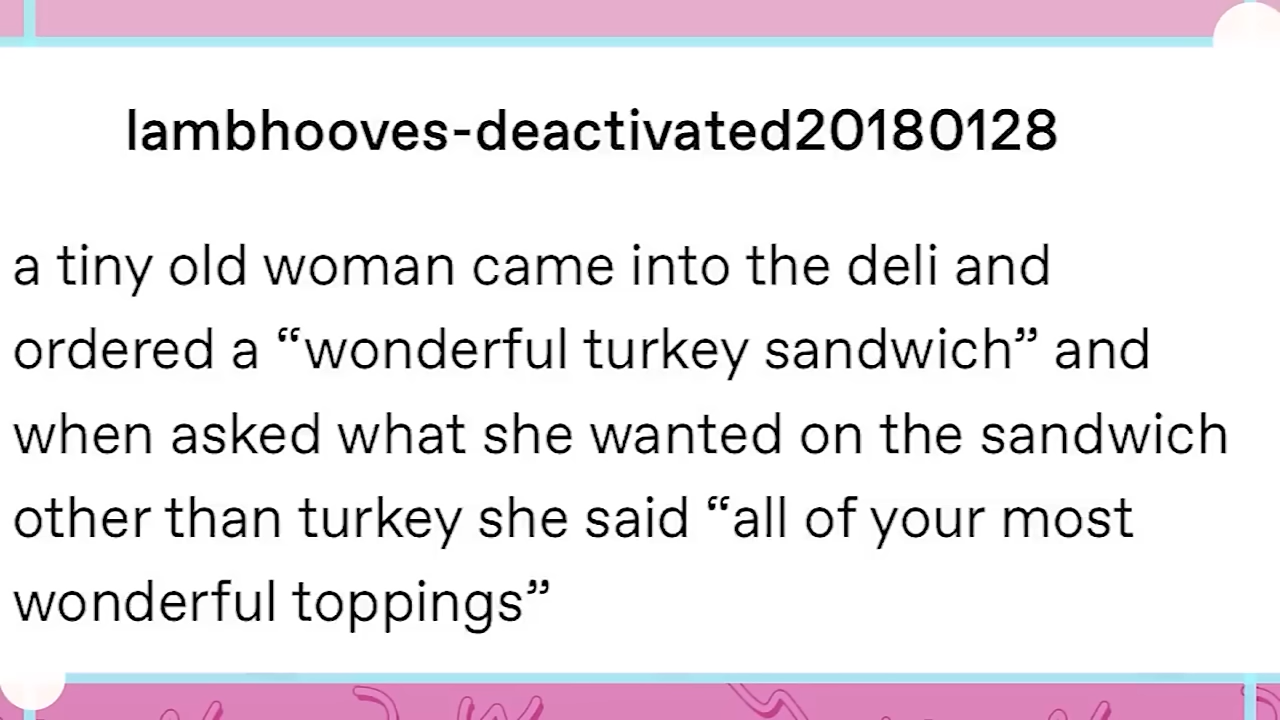 lambhooves-deactivated20180128
a tiny old woman came into the deli and
ordered a “wonderful turkey sandwich” and
when asked what she wanted on the sandwich
other than turkey she said “all of your most
wonderful toppings”